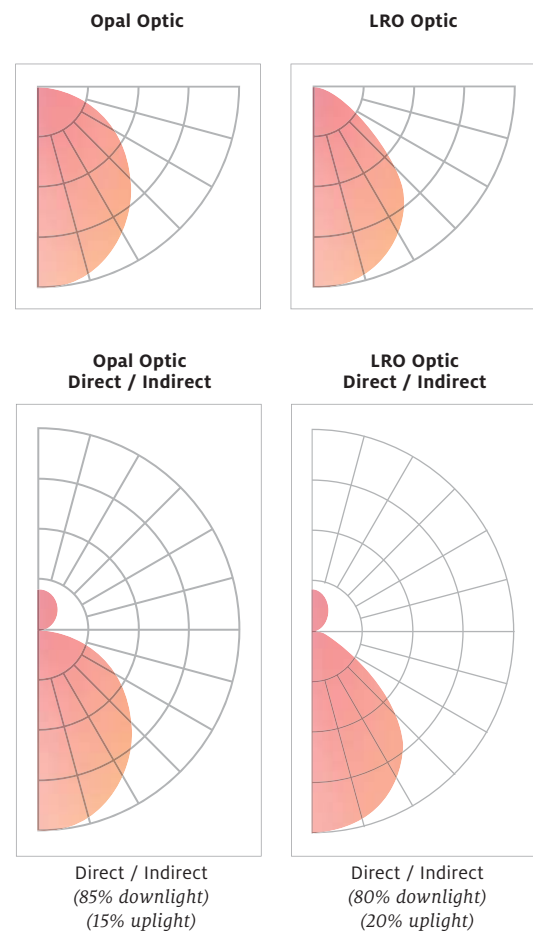 Opal Optic
LRO Optic
Opal Optic
Direct / Indirect
LRO Optic
Direct / Indirect
Direct / Indirect
(85% downlight)
(15% uplight)
Direct / Indirect
(80% downlight)
(20% uplight)